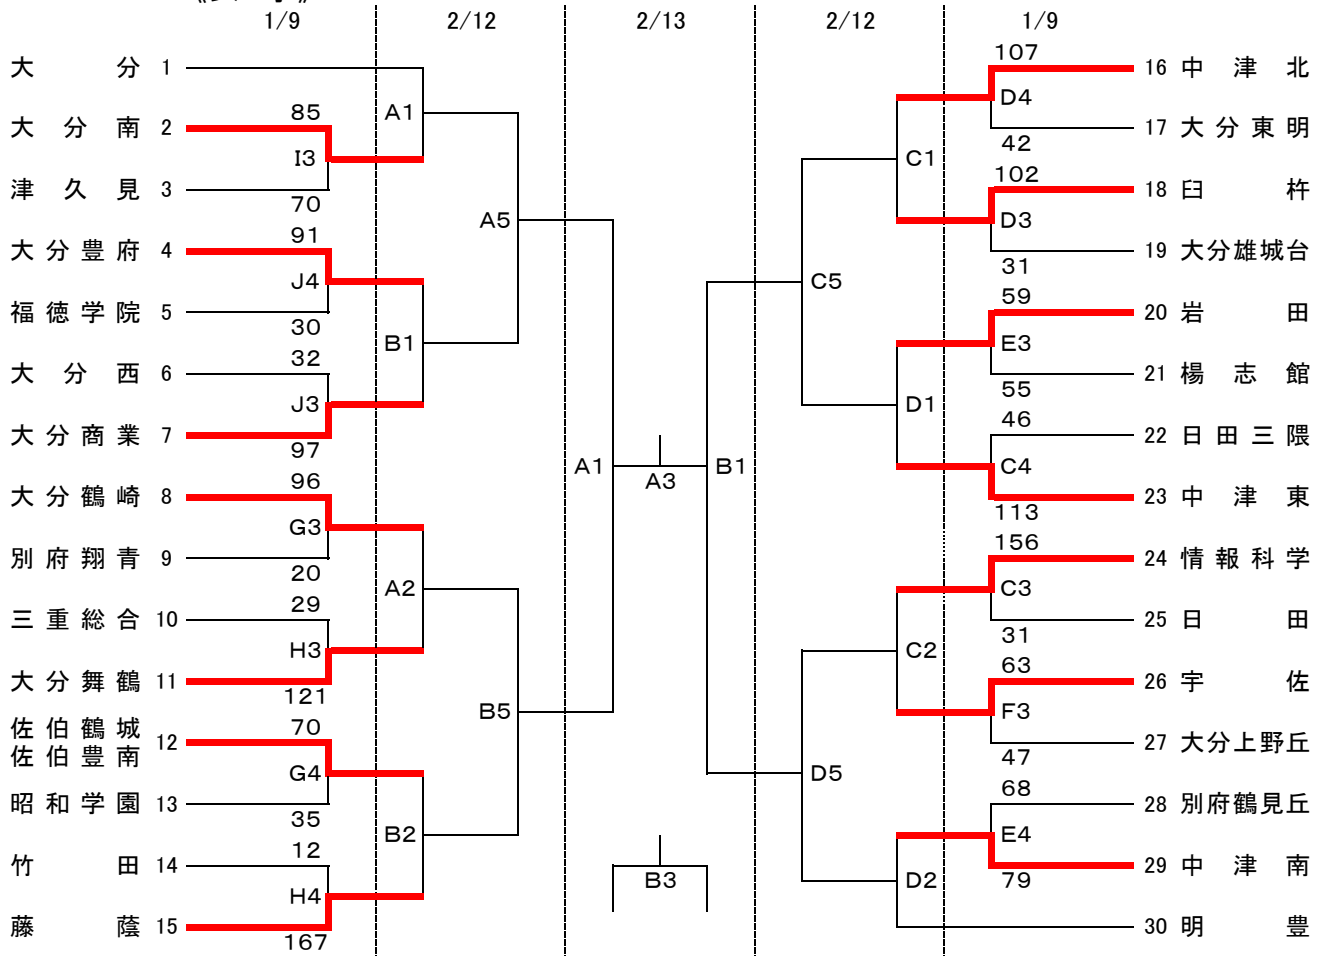 1/9 2/12 2/13 2/12 1/9
大分 1
大分南 2
津久見 3
大分豊府 4
福徳学院 5
大分西 6
大分商業 7
大分鶴崎 8
別府翔青 9
三重総合 10
大分舞鶴 11
佐伯鶴城
佐伯豊南 12
昭和学園 13
竹田 14
藤蔭 15
85
I3
70
91
J4
30
32
J3
97
96
G3
20
29
H3
121
70
G4
35
12
H4
167
A1
B1
A2
B2
A5
B5
A1
A3
B1
B3
C5
D5
C1
D1
C2
D2
107
D4
42
102
D3
31
59
E3
55
46
C4
113
156
C3
31
63
F3
47
68
E4
79
16 中津北
17 大分東明
18 臼杵
19 大分雄城台
20 岩田
21 楊志館
22 日田三隈
23 中津東
24 情報科学
25 日田
26 宇佐
27 大分上野丘
28 別府鶴見丘
29 中津南
30 明豊